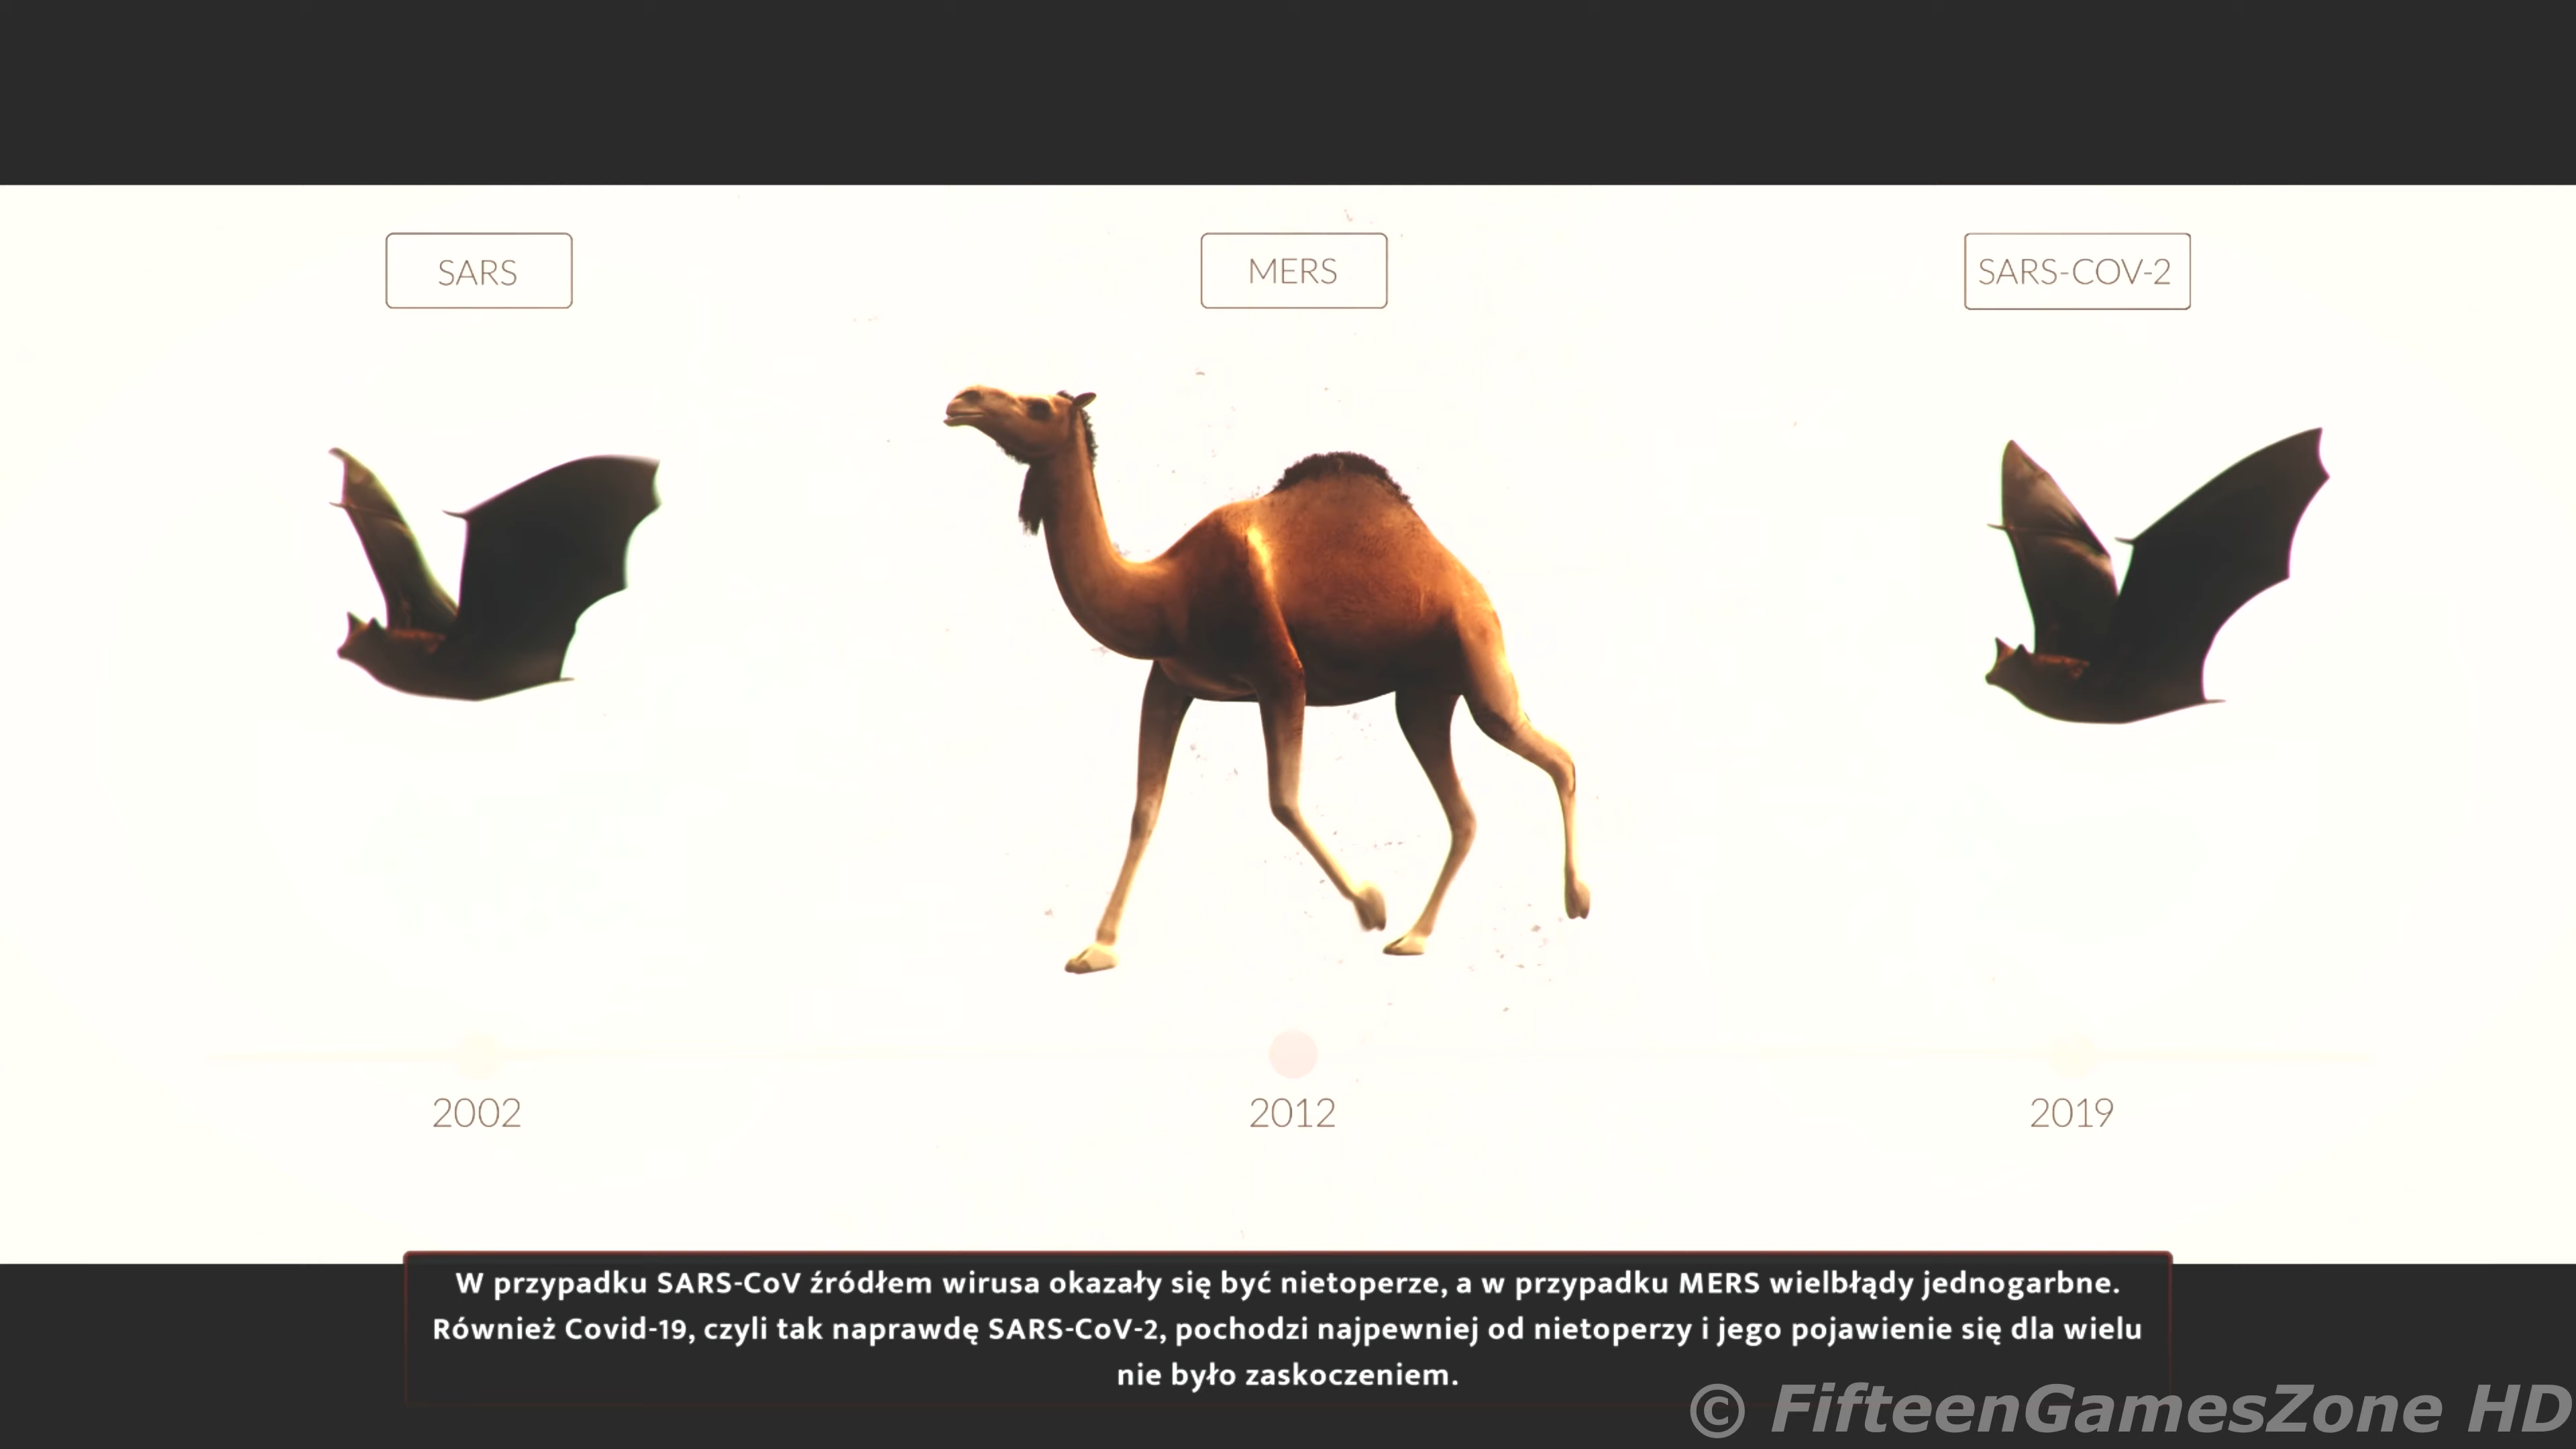 SARS
MERS
SARS-COV-2
2002
2012
2019
W przypadku SARS-CoV źródłem wirusa okazały się być nietoperze, a w przypadku MERS wielbłądy jednogarbne.
Również Covid-19, czyli tak naprawdę SARS-CoV-2, pochodzi najpewniej od nietoperzy i jego pojawienie się dla wielu
nie było zaskoczeniem.
© FifteenGamesZone HD